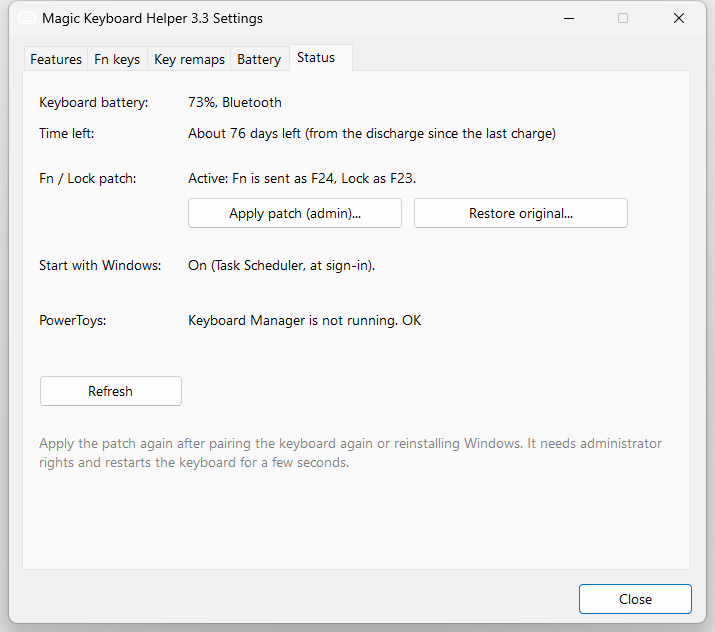 Magic Keyboard Helper 3.3 Settings
Features Fn keys Key remaps Battery Status
Keyboard battery: 73%, Bluetooth
Time left: About 76 days left (from the discharge since the last charge)
Fn / Lock patch: Active: Fn is sent as F24, Lock as F23.
Apply patch (admin)... Restore original...
Start with Windows: On (Task Scheduler, at sign-in).
PowerToys: Keyboard Manager is not running. OK
Refresh
Apply the patch again after pairing the keyboard again or reinstalling Windows. It needs administrator
rights and restarts the keyboard for a few seconds.
Close